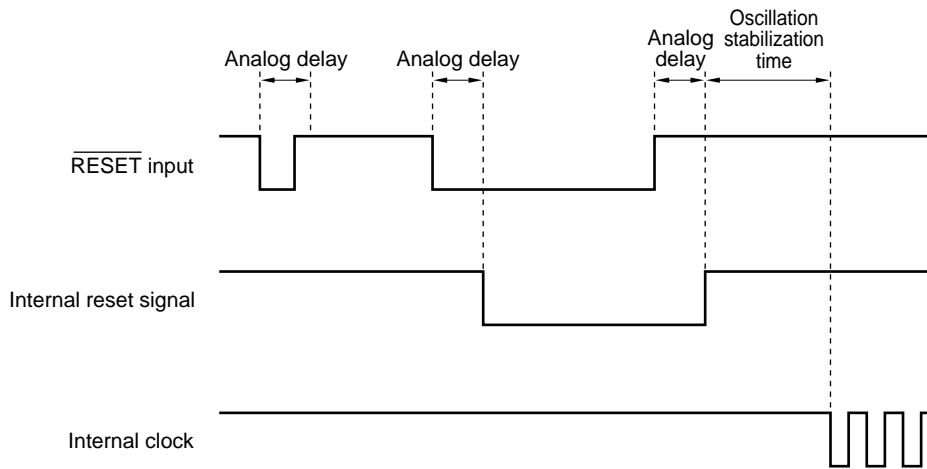 Oscillation
stabilization
time
Analog
delay
Analog delay
Analog delay
RESET input
Internal reset signal
Internal clock